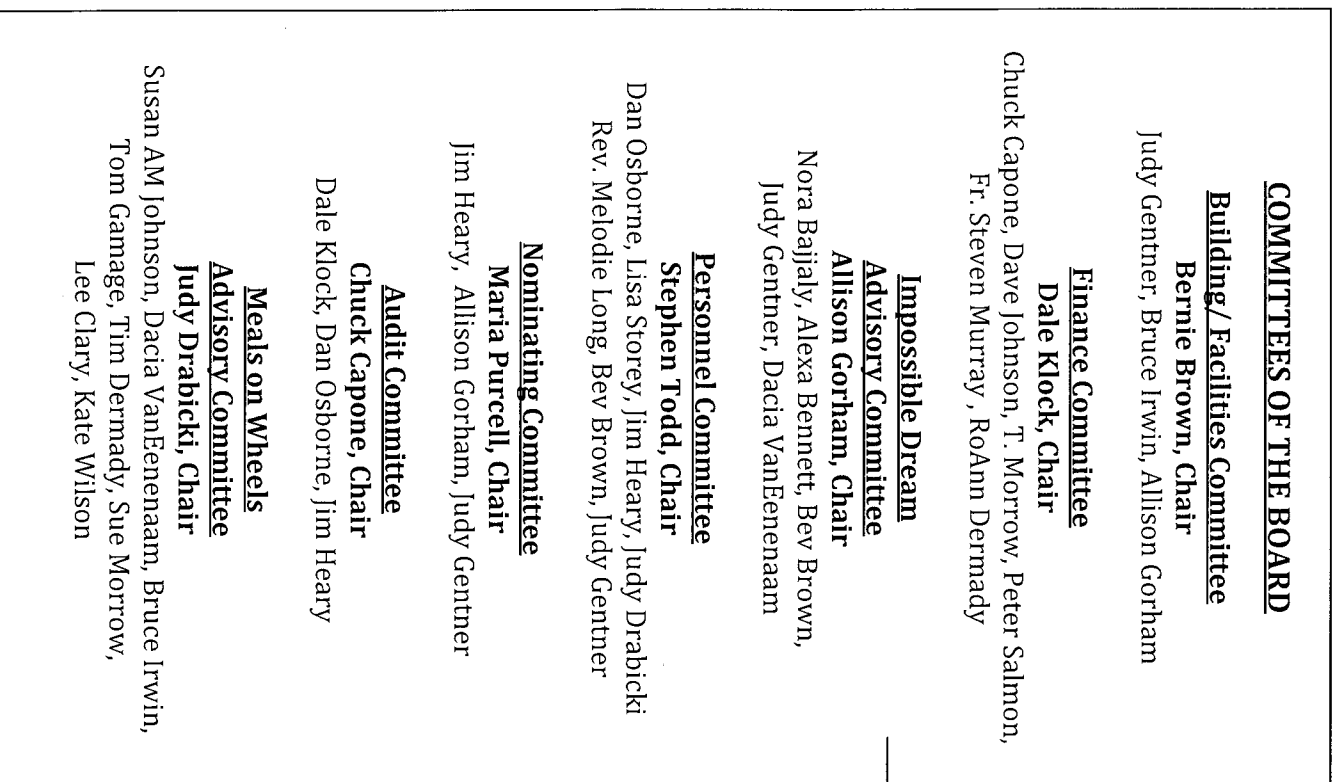 COMMITTEES OF THE BOARD
Building/ Facilities Committee
Bernie Brown, Chair
Judy Gentner, Bruce Irwin, Allison Gorham
Finance Committee
Dale Klock, Chair
Chuck Capone, Dave Johnson, T. Morrow, Peter Salmon,
Fr. Steven Murray , RoAnn Dermady
Impossible Dream
Advisory Committee
Allison Gorham, Chair
Nora Bajjaly, Alexa Bennett, Bev Brown,
Judy Gentner, Dacia VanEenenaam
Personnel Committee
Stephen Todd, Chair
Dan Osborne, Lisa Storey, Jim Heary, Judy Drabicki
Rev. Melodie Long, Bev Brown, Judy Gentner
Nominating Committee
Maria Purcell, Chair
Jim Heary, Allison Gorham, Judy Gentner
Audit Committee
Chuck Capone, Chair
Dale Klock, Dan Osborne, Jim Heary
Meals on Wheels
Advisory Committee
Judy Drabicki, Chair
Susan AM Johnson, Dacia VanEenenaam, Bruce Irwin,
Tom Gamage, Tim Dermady, Sue Morrow,
Lee Clary, Kate Wilson